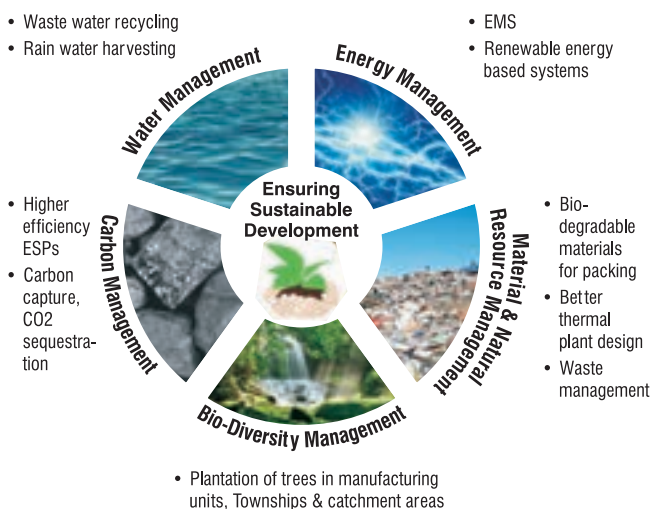 • Waste water recycling
• Rain water harvesting
Water Management
Energy Management
• EMS
• Renewable energy
based systems
Ensuring
Sustainable
Development
• Higher
efficiency
ESPs
• Carbon
capture,
CO2
sequestra-
tion
Carbon Management
Material & Natural
Resource Management
• Bio-
degradable
materials
for packing
• Better
thermal
plant design
• Waste
management
Bio-Diversity Management
• Plantation of trees in manufacturing
units, Townships & catchment areas